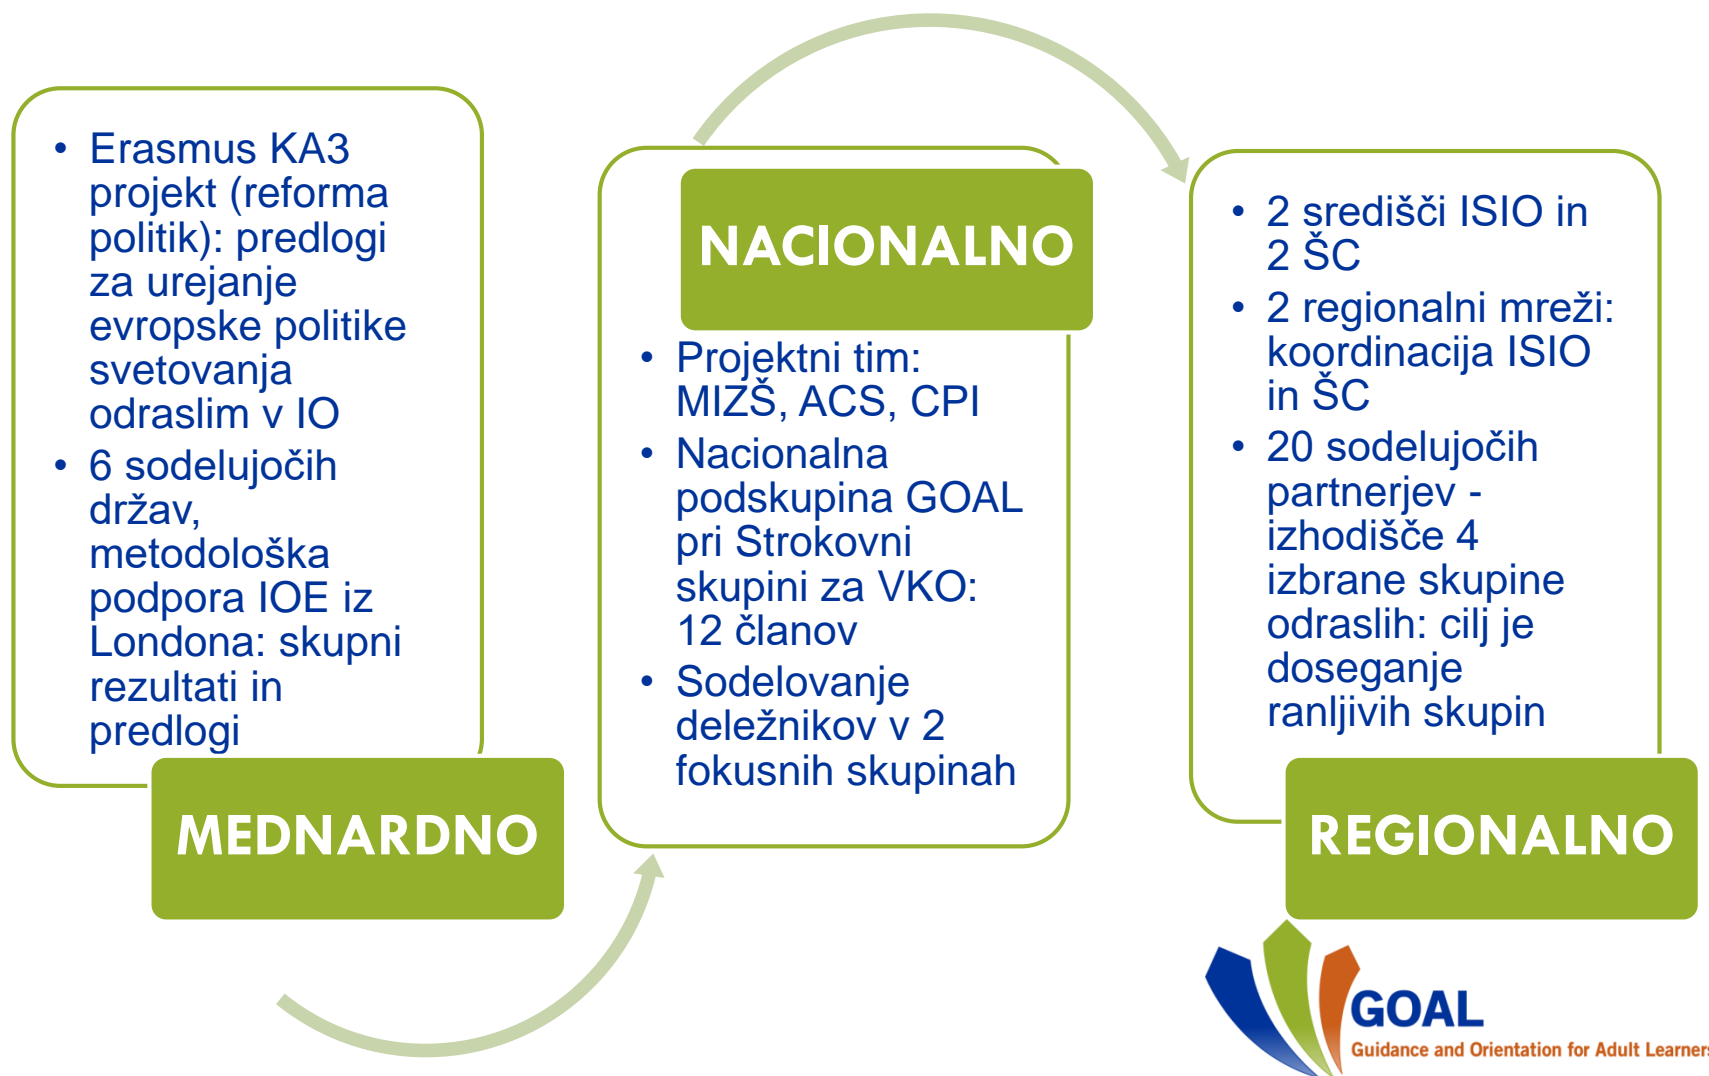 • Erasmus KA3
projekt (reforma
politik): predlogi
za urejanje
evropske politike
svetovanja
odraslim v IO
• 6 sodelujočih
držav,
metodološka
podpora IOE iz
Londona: skupni
rezultati in
predlogi
MEDNARDNO
NACIONALNO
• Projektni tim:
MIZŠ, ACS, CPI
• Nacionalna
podskupina GOAL
pri Strokovni
skupini za VKO:
12 članov
• Sodelovanje
deležnikov v 2
fokusnih skupinah
• 2 središči ISIO in
2 ŠC
• 2 regionalni mreži:
koordinacija ISIO
in ŠC
• 20 sodelujočih
partnerjev -
izhodišče 4
izbrane skupine
odraslih: cilj je
doseganje
ranljivih skupin
REGIONALNO
GOAL
Guidance and Orientation for Adult Learners